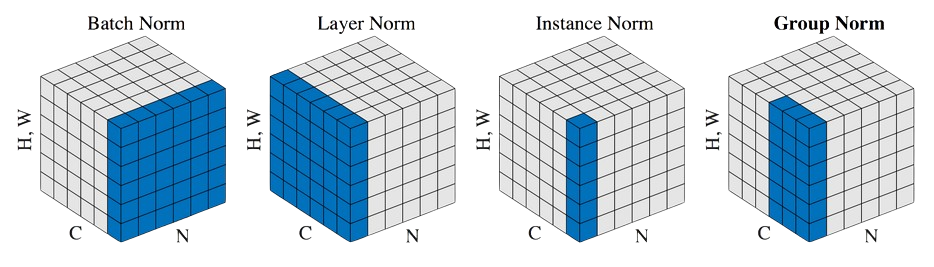 Batch Norm
Layer Norm
Instance Norm
Group Norm
H, W
C
N
H, W
C
N
H, W
C
N
H, W
C
N